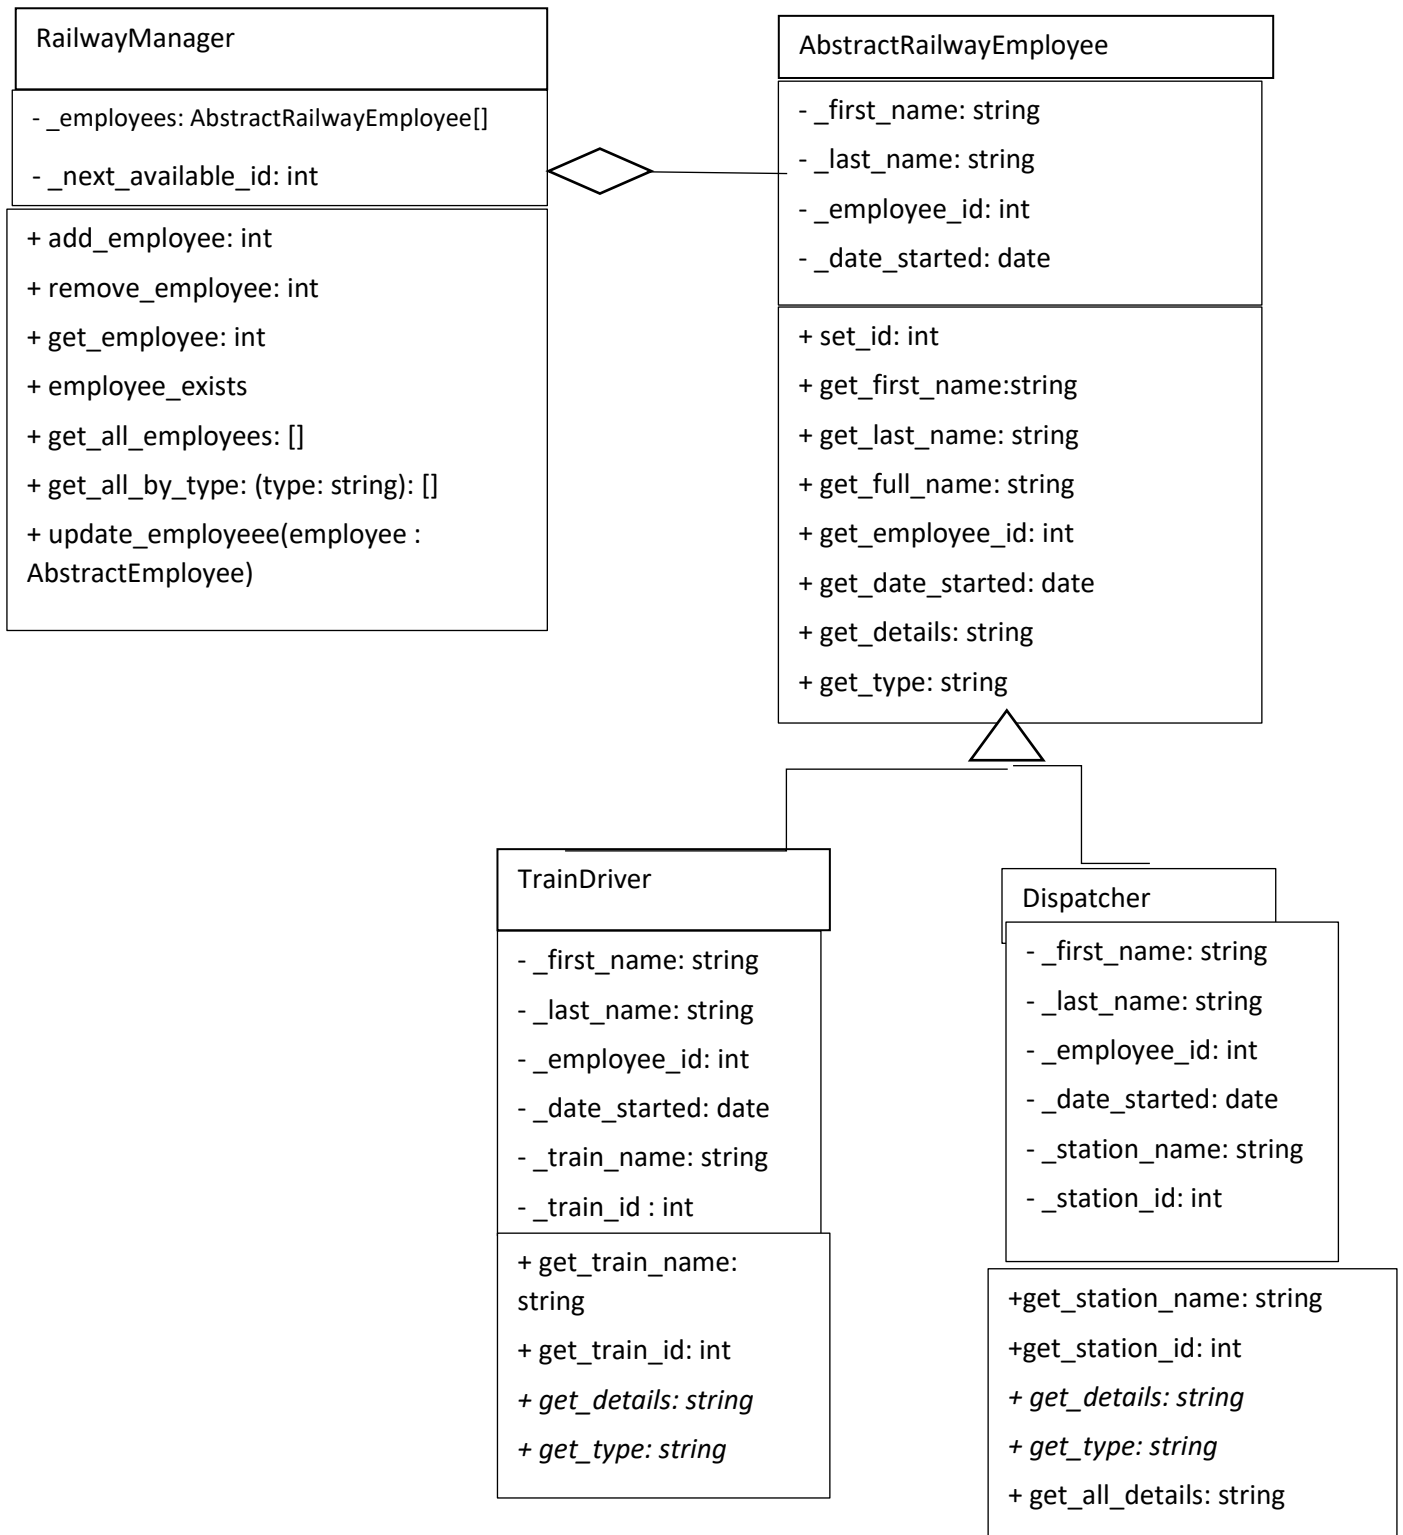 RailwayManager
- _employees: AbstractRailwayEmployee[]
- _next_available_id: int
+ add_employee: int
+ remove_employee: int
+ get_employee: int
+ employee_exists
+ get_all_employees: []
+ get_all_by_type: (type: string): []
+ update_employeee(employee :
AbstractEmployee)
AbstractRailwayEmployee
- _first_name: string
- _last_name: string
- _employee_id: int
- _date_started: date
+ set_id: int
+ get_first_name:string
+ get_last_name: string
+ get_full_name: string
+ get_employee_id: int
+ get_date_started: date
+ get_details: string
+ get_type: string
TrainDriver
- _first_name: string
- _last_name: string
- _employee_id: int
- _date_started: date
- _train_name: string
- _train_id : int
+ get_train_name:
string
+ get_train_id: int
+ get_details: string
+ get_type: string
Dispatcher
- _first_name: string
- _last_name: string
- _employee_id: int
- _date_started: date
- _station_name: string
- _station_id: int
+get_station_name: string
+get_station_id: int
+ get_details: string
+ get_type: string
+ get_all_details: string